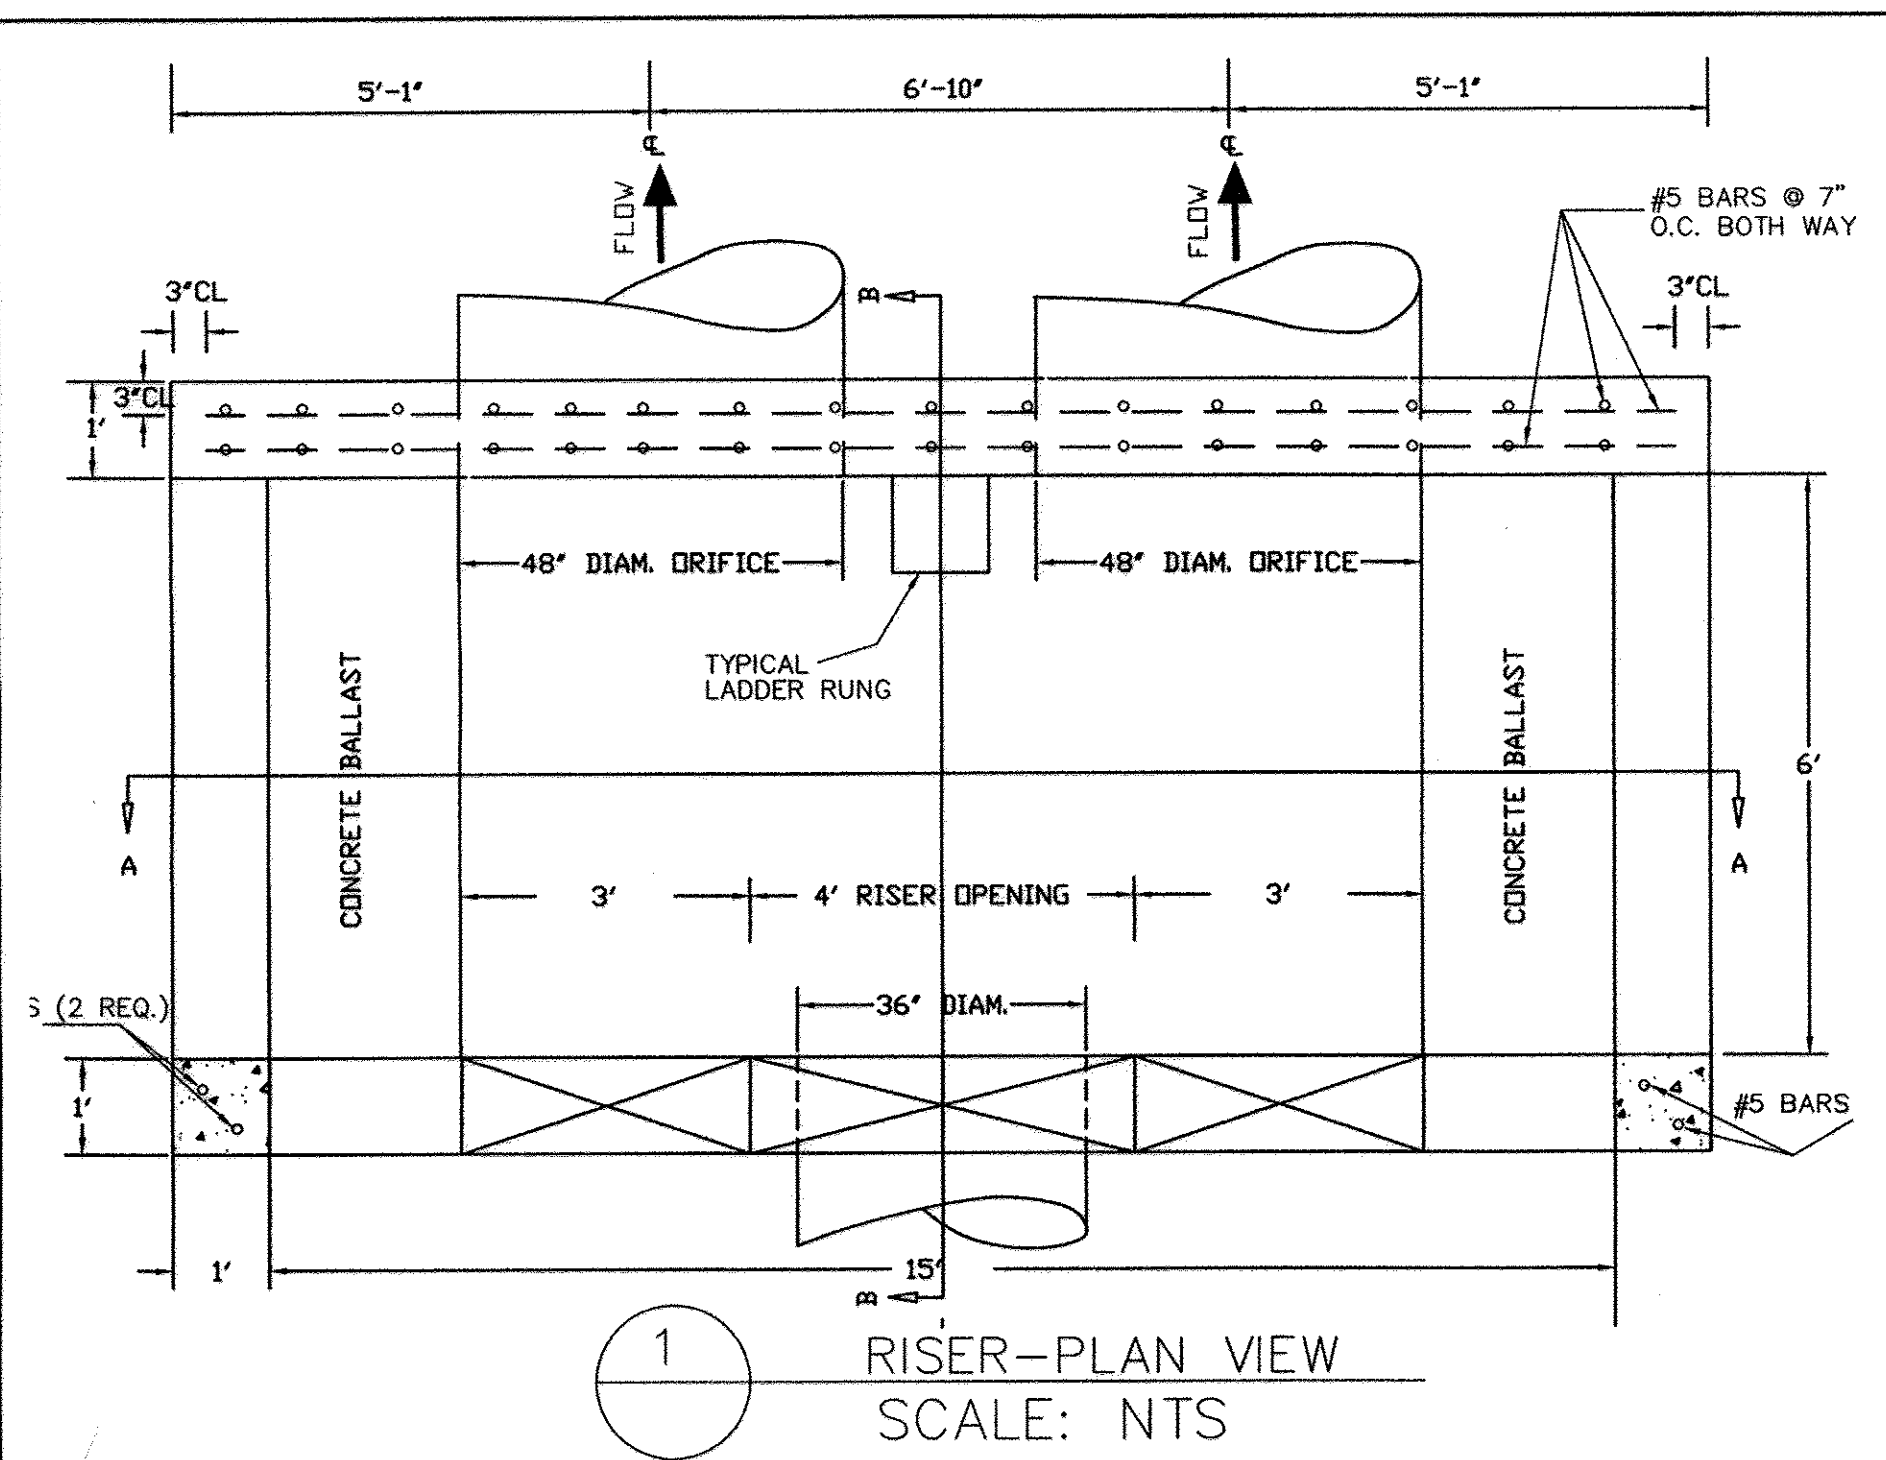 5'-1" 6'-10" 5'-1"
℄ ℄
FLOW FLOW
#5 BARS @ 7"
O.C. BOTH WAY
3"CL 3"CL
B
3"CL
1'
48" DIAM. ORIFICE 48" DIAM. ORIFICE
TYPICAL
LADDER RUNG
CONCRETE BALLAST CONCRETE BALLAST
6'
A A
3' 4' RISER OPENING 3'
S (2 REQ.)
36" DIAM.
1'
#5 BARS
1' 15'
B
1 RISER-PLAN VIEW
SCALE: NTS